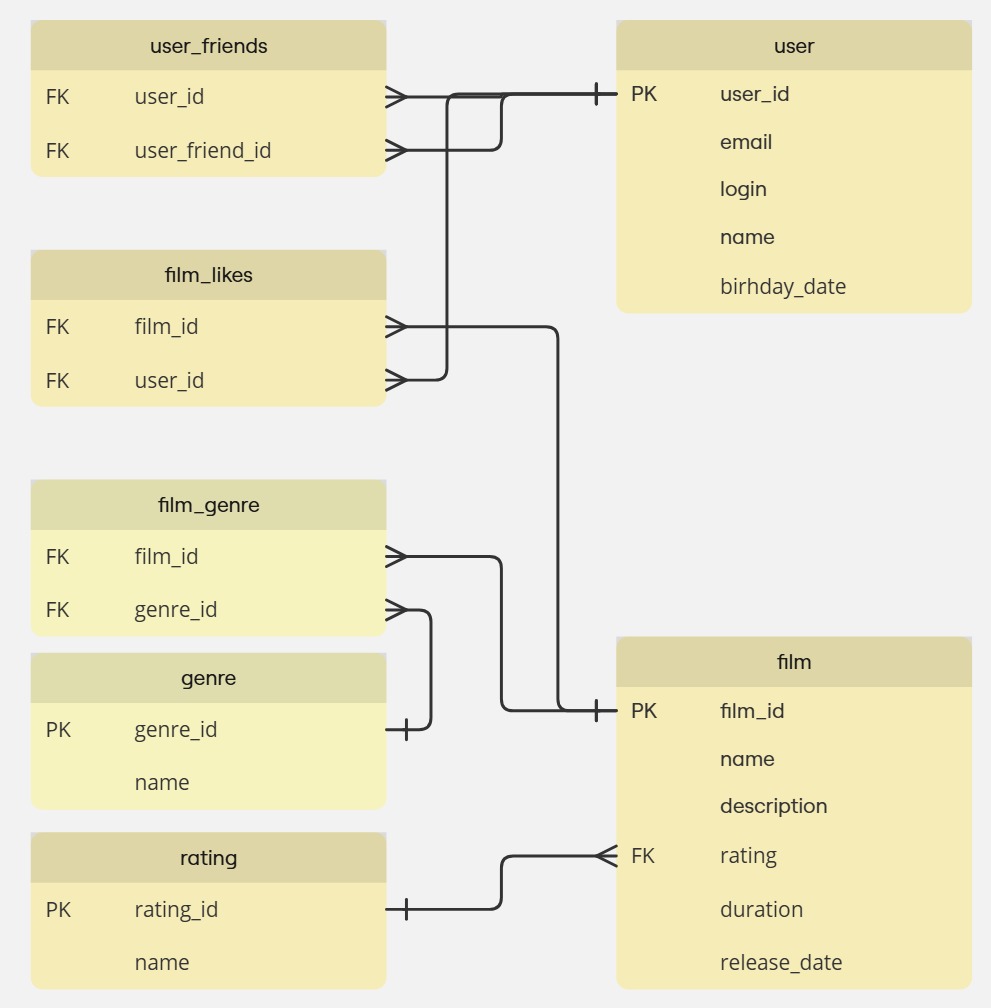 user_friends
FK user_id
FK user_friend_id
user
PK user_id
email
login
name
birhday_date
film_likes
FK film_id
FK user_id
film_genre
FK film_id
FK genre_id
genre
PK genre_id
name
rating
PK rating_id
name
film
PK film_id
name
description
FK rating
duration
release_date